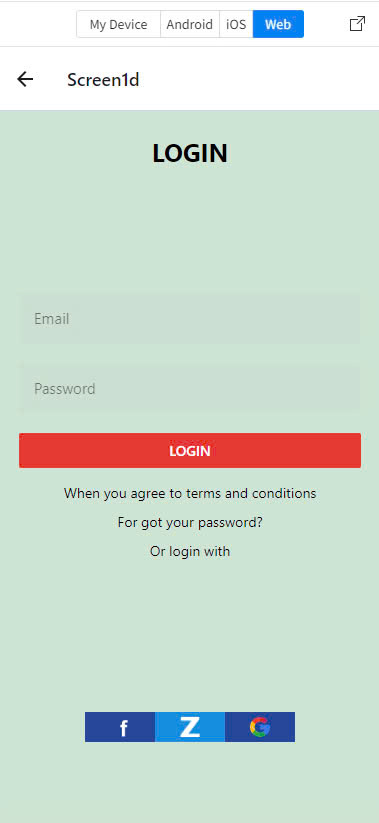 My Device Android iOS Web
Screen1d
LOGIN
Email
Password
LOGIN
When you agree to terms and conditions
For got your password?
Or login with
f Z G